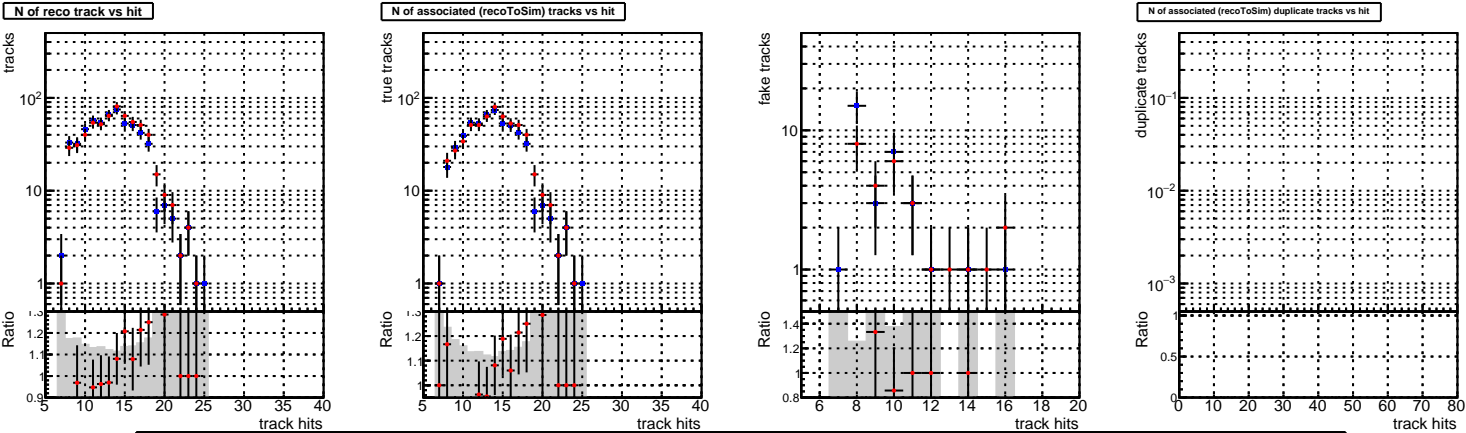 N of reco track vs hit
N of associated (recoToSim) tracks vs hit
N of associated (recoToSim) duplicate tracks vs hit
tracks
10²
10
1
Ratio
1.3
1.2
1.1
1
0.9
5 10 15 20 25 30 35 40
track hits
true tracks
10²
10
1
Ratio
1.3
1.2
1.1
1
5 10 15 20 25 30 35 40
track hits
fake tracks
10
1
Ratio
1.4
1.2
1
0.8
6 8 10 12 14 16 18 20
track hits
duplicate tracks
10⁻¹
10⁻²
10⁻³
Ratio
1
0.5
0
0 10 20 30 40 50 60 70 80
track hits